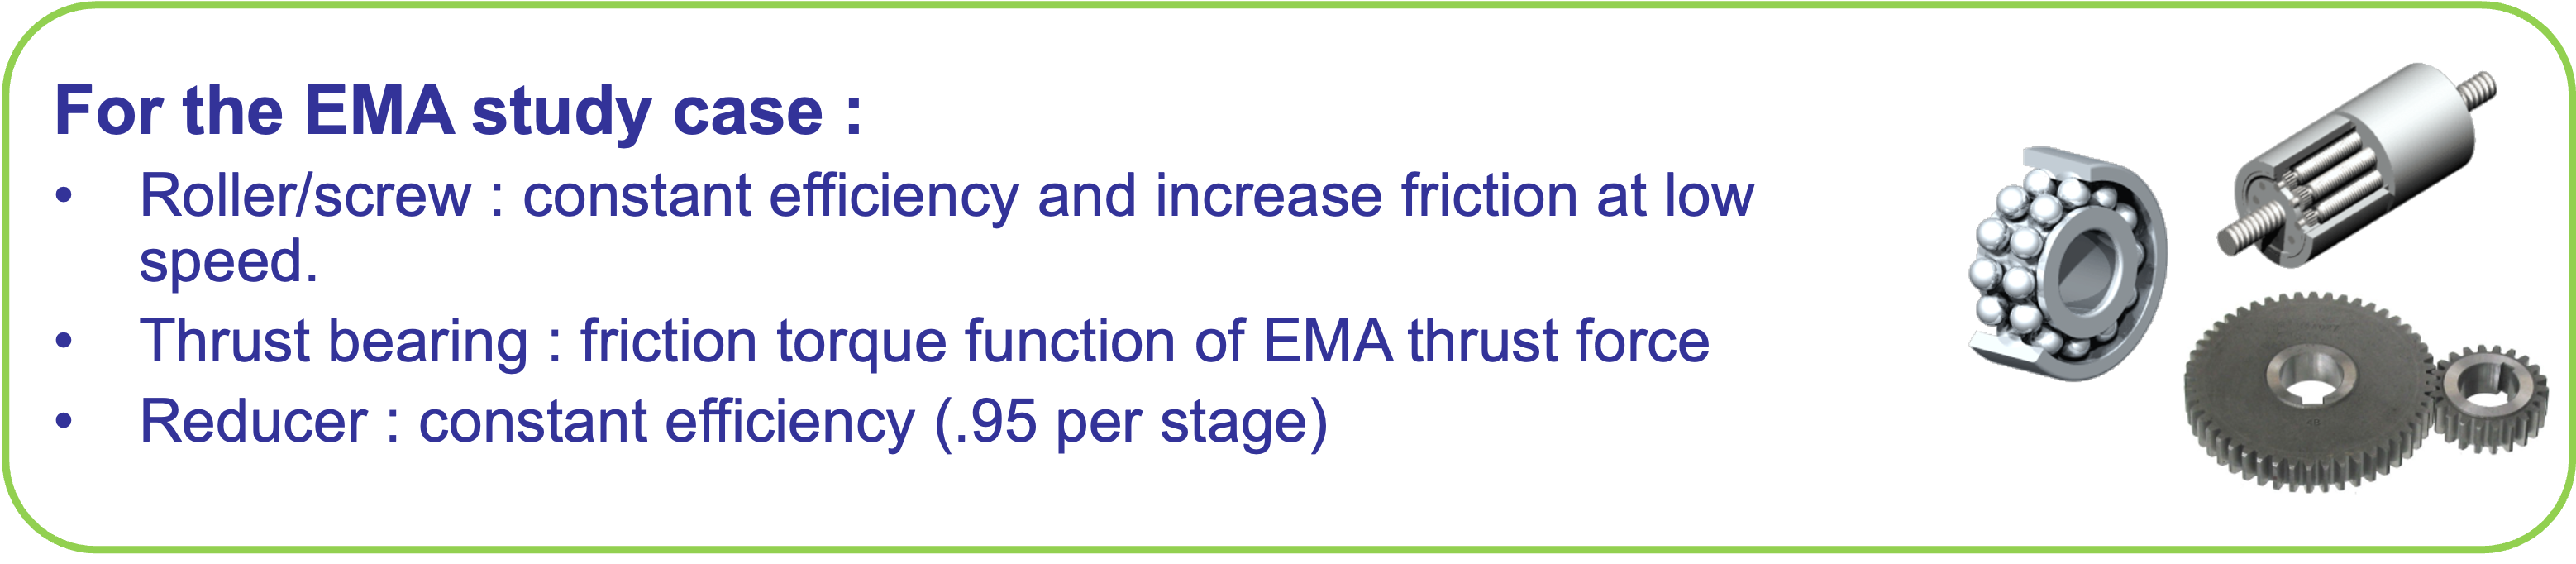 For the EMA study case :
• Roller/screw : constant efficiency and increase friction at low
speed.
• Thrust bearing : friction torque function of EMA thrust force
• Reducer : constant efficiency (.95 per stage)